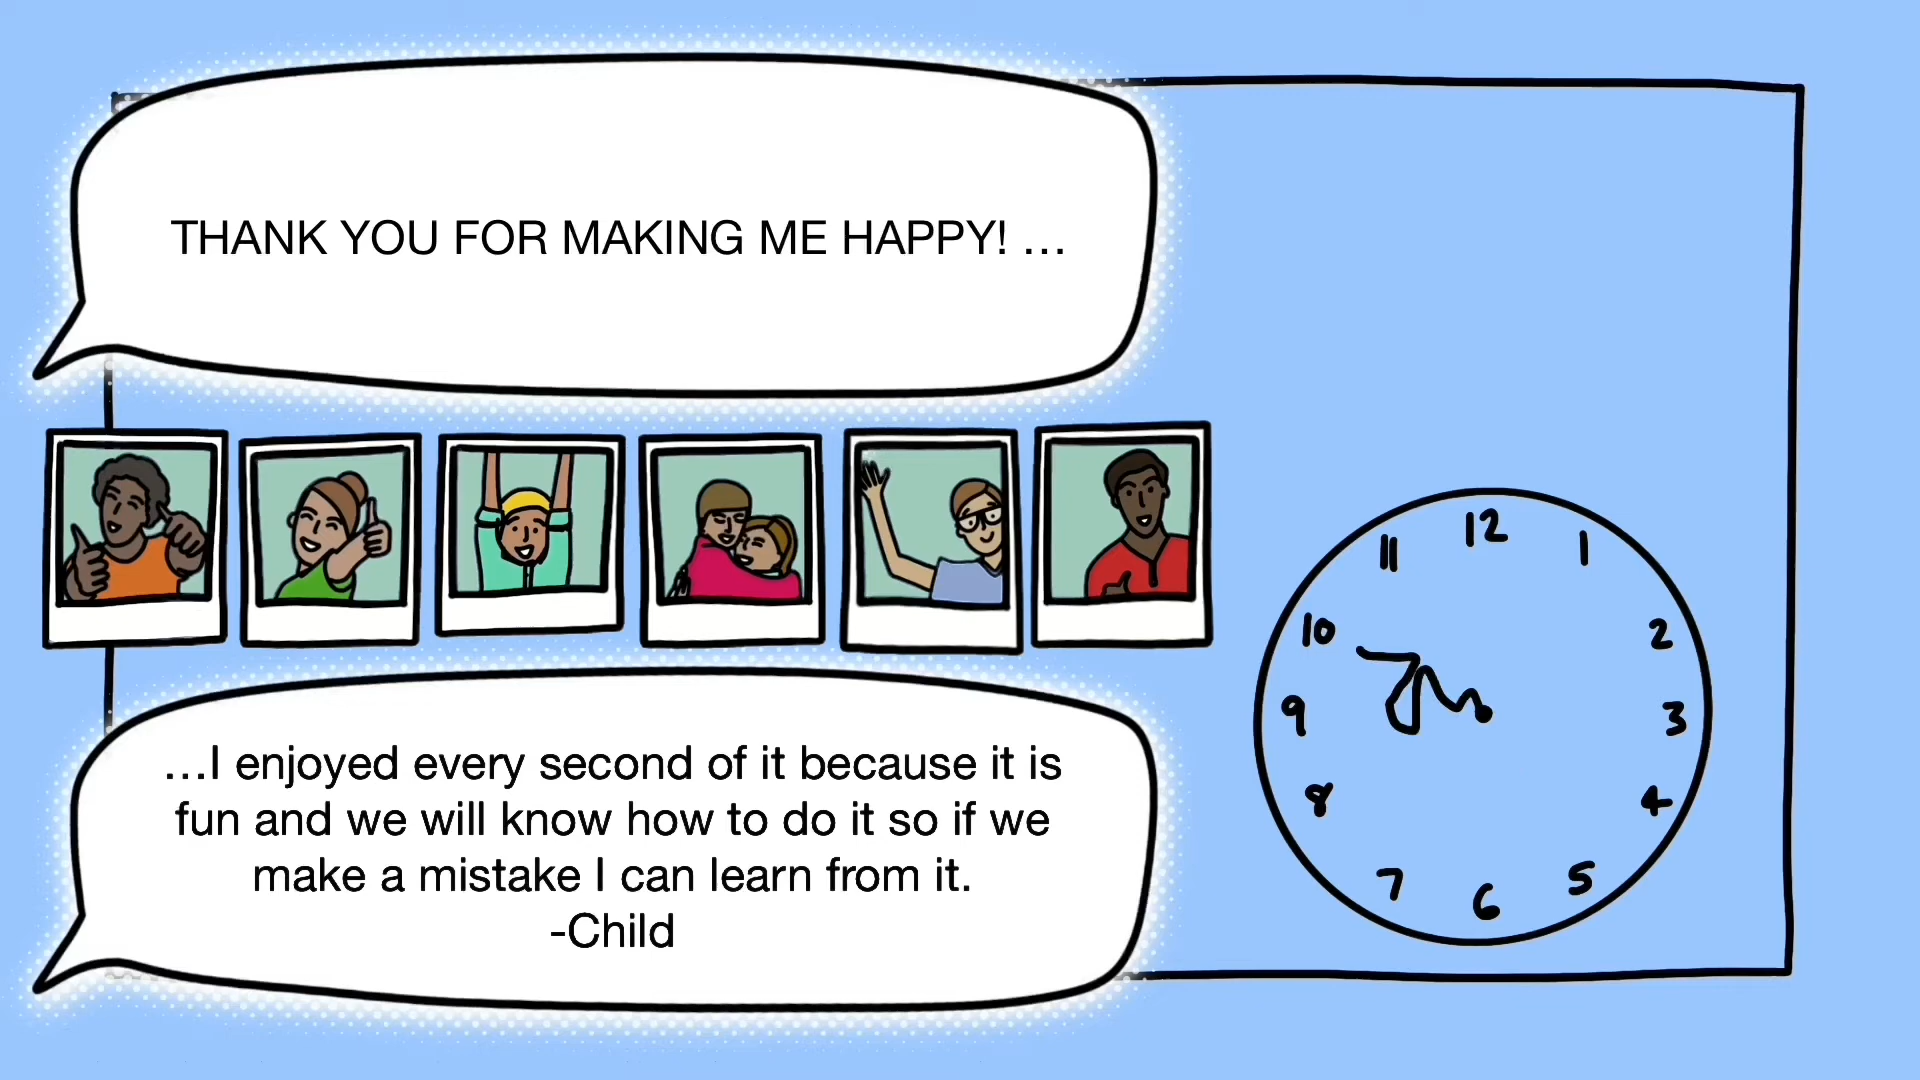 THANK YOU FOR MAKING ME HAPPY! …
…I enjoyed every second of it because it is
fun and we will know how to do it so if we
make a mistake I can learn from it.
-Child
12
1
2
3
4
5
6
7
8
9
10
11